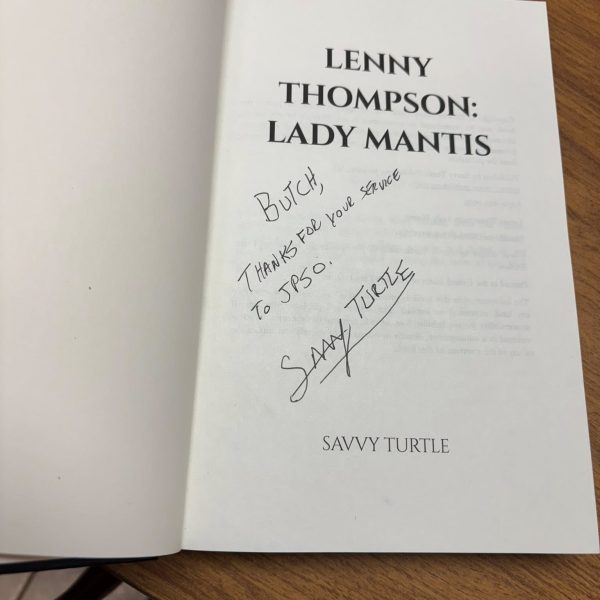 LENNY
THOMPSON:
LADY MANTIS
BUTCH,
THANKS FOR YOUR SERVICE
TO JPSO.
SAVVY TURTLE
SAVVY TURTLE